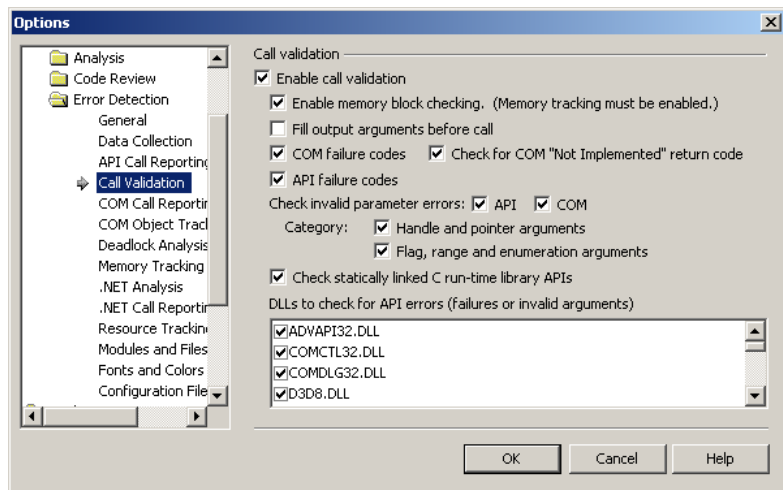 Options
Analysis
Code Review
Error Detection
General
Data Collection
API Call Reporting
Call Validation
COM Call Reportir
COM Object Tracl
Deadlock Analysis
Memory Tracking
.NET Analysis
.NET Call Reportir
Resource Trackin
Modules and Files
Fonts and Colors
Configuration File
Call validation
Enable call validation
Enable memory block checking. (Memory tracking must be enabled.)
Fill output arguments before call
COM failure codes Check for COM "Not Implemented" return code
API failure codes
Check invalid parameter errors: API COM
Category: Handle and pointer arguments
Flag, range and enumeration arguments
Check statically linked C run-time library APIs
DLLs to check for API errors (failures or invalid arguments)
ADVAPI32.DLL
COMCTL32.DLL
COMDLG32.DLL
D3D8.DLL
OK Cancel Help